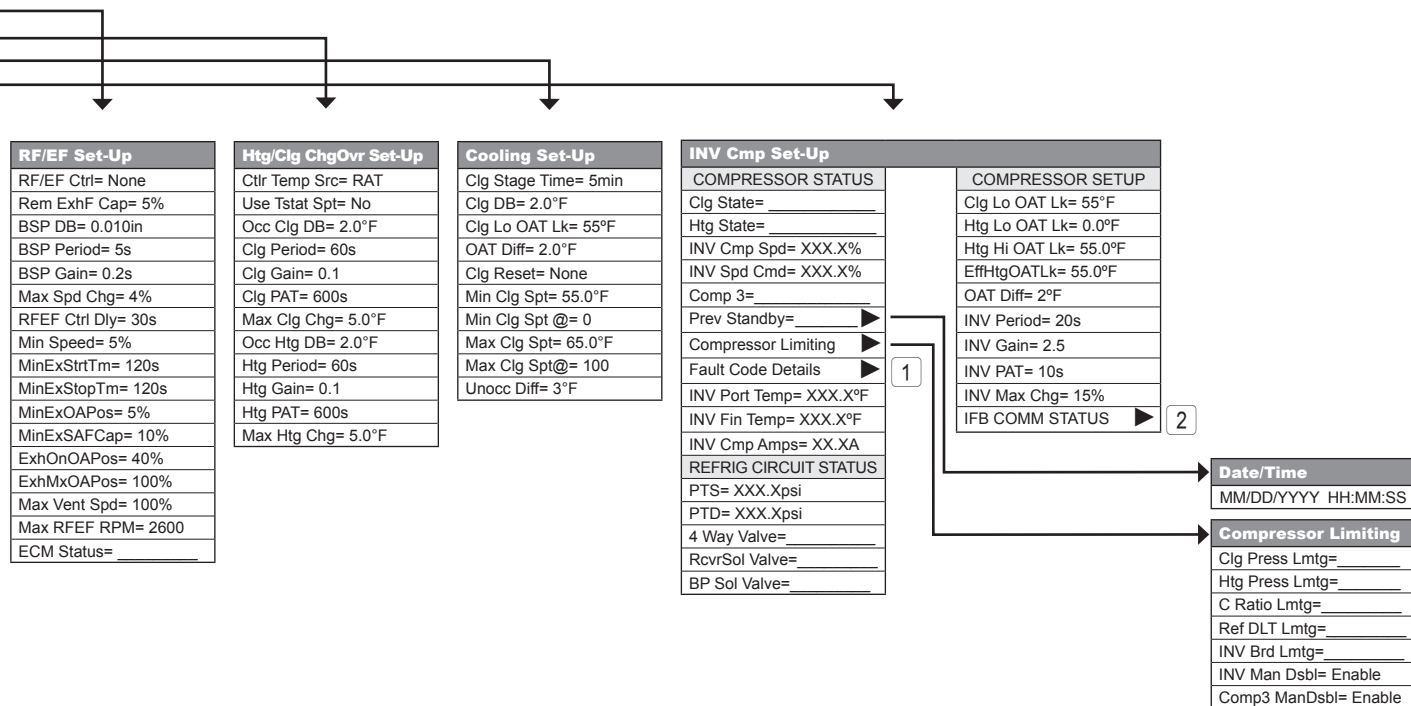 RF/EF Set-Up
RF/EF Ctrl= None
Rem ExhF Cap= 5%
BSP DB= 0.010in
BSP Period= 5s
BSP Gain= 0.2s
Max Spd Chg= 4%
RFEF Ctrl Dly= 30s
Min Speed= 5%
MinExStrtTm= 120s
MinExStopTm= 120s
MinExOAPos= 5%
MinExSAFCap= 10%
ExhOnOAPos= 40%
ExhMxOAPos= 100%
Max Vent Spd= 100%
Max RFEF RPM= 2600
ECM Status= __________
Htg/Clg ChgOvr Set-Up
Ctlr Temp Src= RAT
Use Tstat Spt= No
Occ Clg DB= 2.0°F
Clg Period= 60s
Clg Gain= 0.1
Clg PAT= 600s
Max Clg Chg= 5.0°F
Occ Htg DB= 2.0°F
Htg Period= 60s
Htg Gain= 0.1
Htg PAT= 600s
Max Htg Chg= 5.0°F
Cooling Set-Up
Clg Stage Time= 5min
Clg DB= 2.0°F
Clg Lo OAT Lk= 55ºF
OAT Diff= 2.0°F
Clg Reset= None
Min Clg Spt= 55.0°F
Min Clg Spt @= 0
Max Clg Spt= 65.0°F
Max Clg Spt@= 100
Unocc Diff= 3°F
INV Cmp Set-Up
COMPRESSOR STATUS
Clg State= _____________
Htg State= _____________
INV Cmp Spd= XXX.X%
INV Spd Cmd= XXX.X%
Comp 3=______________
Prev Standby=________
Compressor Limiting
Fault Code Details
1
INV Port Temp= XXX.XºF
INV Fin Temp= XXX.XºF
INV Cmp Amps= XX.XA
REFRIG CIRCUIT STATUS
PTS= XXX.Xpsi
PTD= XXX.Xpsi
4 Way Valve=___________
RcvrSol Valve=__________
BP Sol Valve=__________
COMPRESSOR SETUP
Clg Lo OAT Lk= 55°F
Htg Lo OAT Lk= 0.0ºF
Htg Hi OAT Lk= 55.0ºF
EffHtgOATLk= 55.0ºF
OAT Diff= 2ºF
INV Period= 20s
INV Gain= 2.5
INV PAT= 10s
INV Max Chg= 15%
IFB COMM STATUS
2
Date/Time
MM/DD/YYYY HH:MM:SS
Compressor Limiting
Clg Press Lmtg=________
Htg Press Lmtg=________
C Ratio Lmtg=__________
Ref DLT Lmtg=__________
INV Brd Lmtg=__________
INV Man Dsbl= Enable
Comp3 ManDsbl= Enable